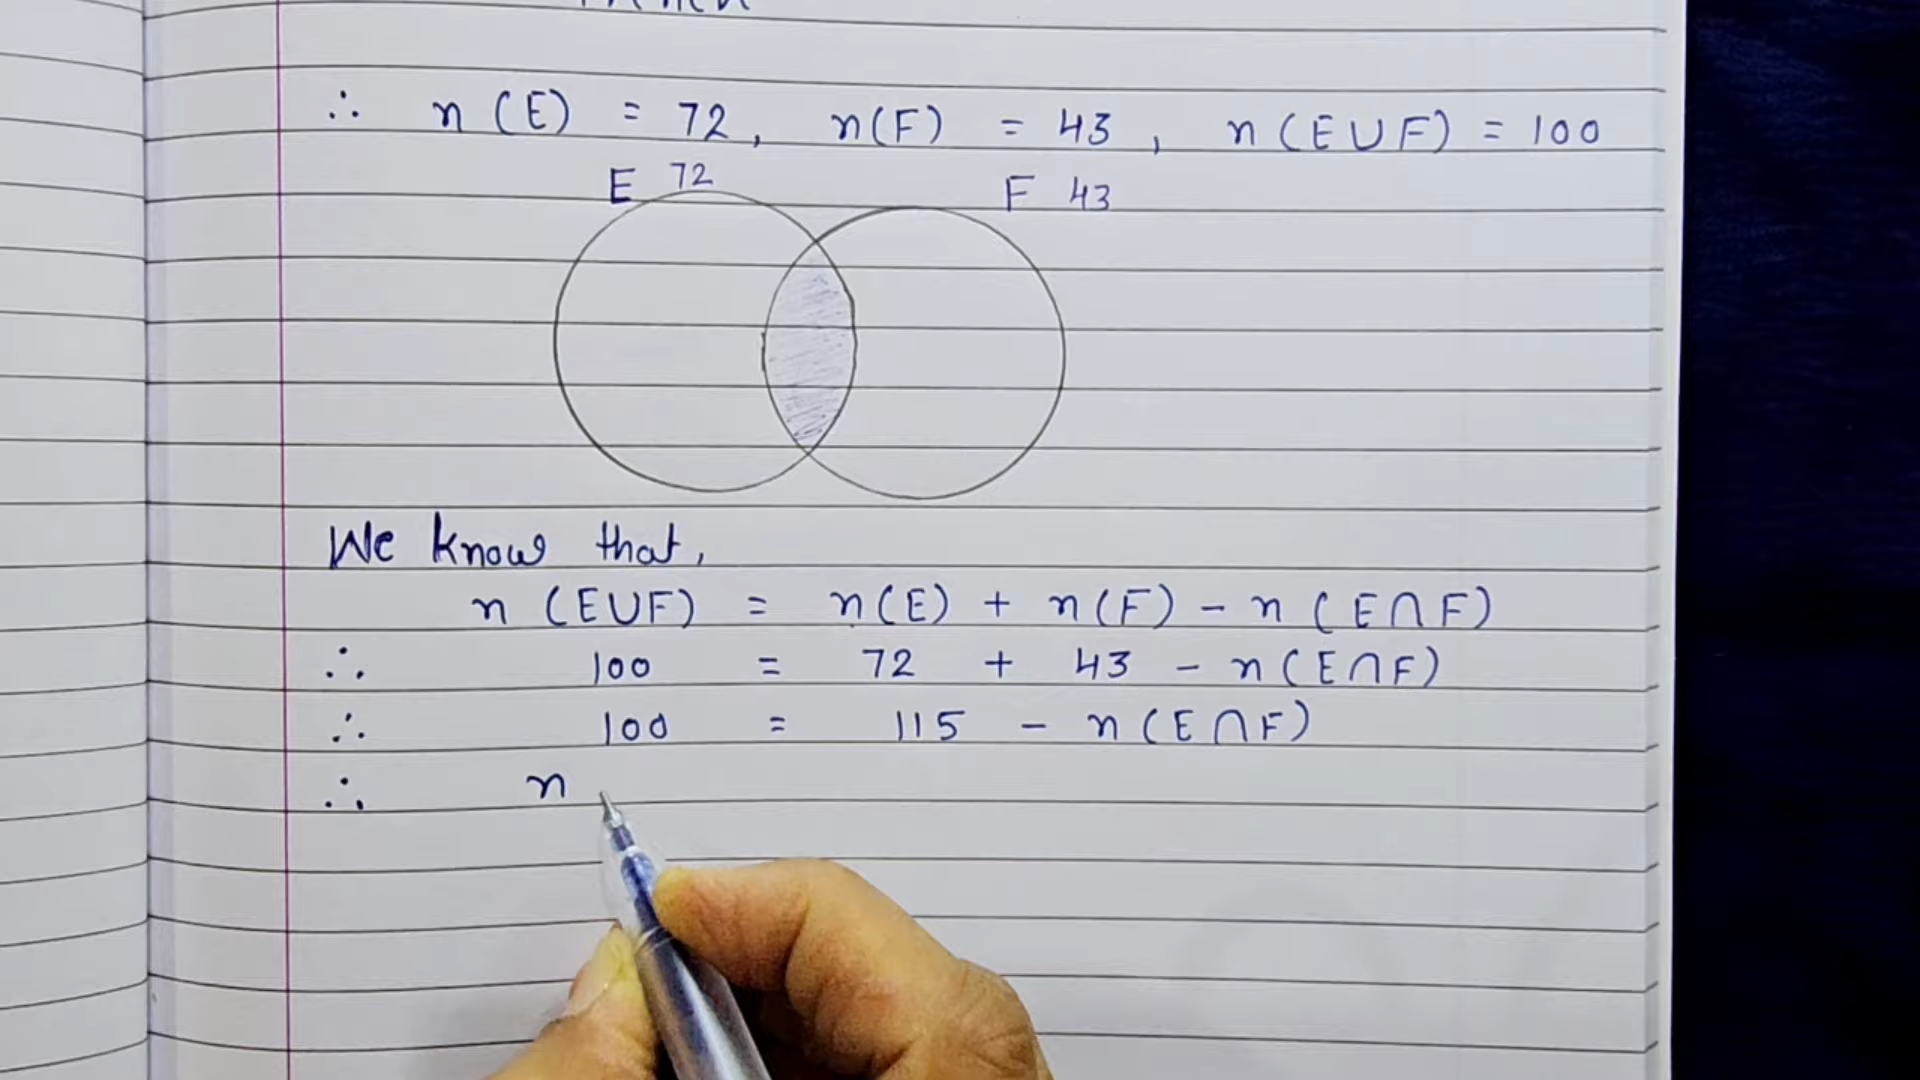 ∴ n (E) = 72, n(F) = 43, n(E∪F) = 100
E 72 F 43
We know that,
n (E∪F) = n(E) + n(F) - n(E∩F)
∴ 100 = 72 + 43 - n(E∩F)
∴ 100 = 115 - n(E∩F)
∴ n